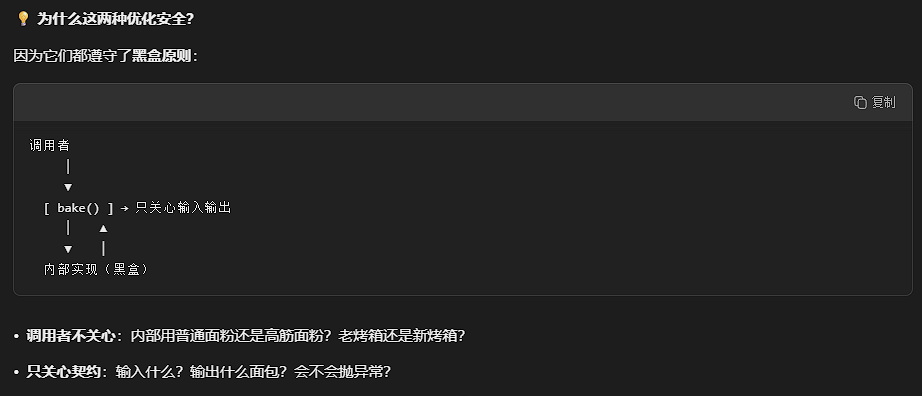 💡 为什么这两种优化安全？
因为它们都遵守了黑盒原则：
复制
调用者
│
▼
[ bake() ] → 只关心输入输出
│ ▲
▼ │
内部实现（黑盒）
• 调用者不关心：内部用普通面粉还是高筋面粉？老烤箱还是新烤箱？
• 只关心契约：输入什么？输出什么面包？会不会抛异常？